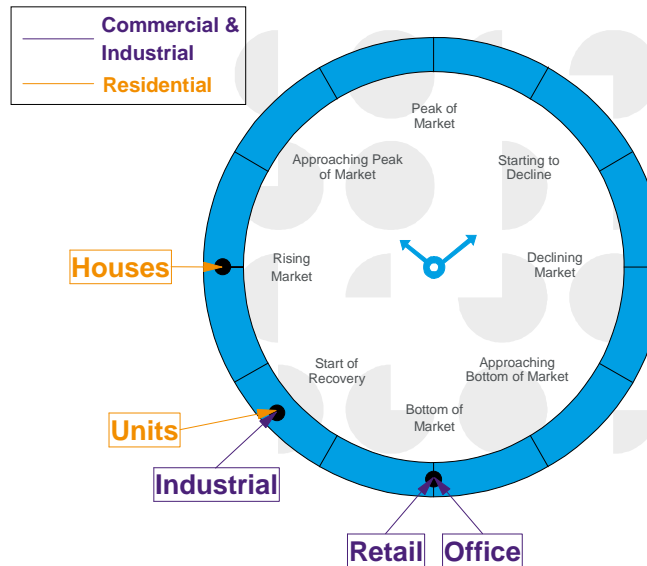 Commercial &
Industrial
Residential
Peak of
Market
Approaching Peak
of Market
Starting to
Decline
Houses
Rising
Market
Declining
Market
Start of
Recovery
Approaching
Bottom of Market
Units
Bottom of
Market
Industrial
Retail
Office